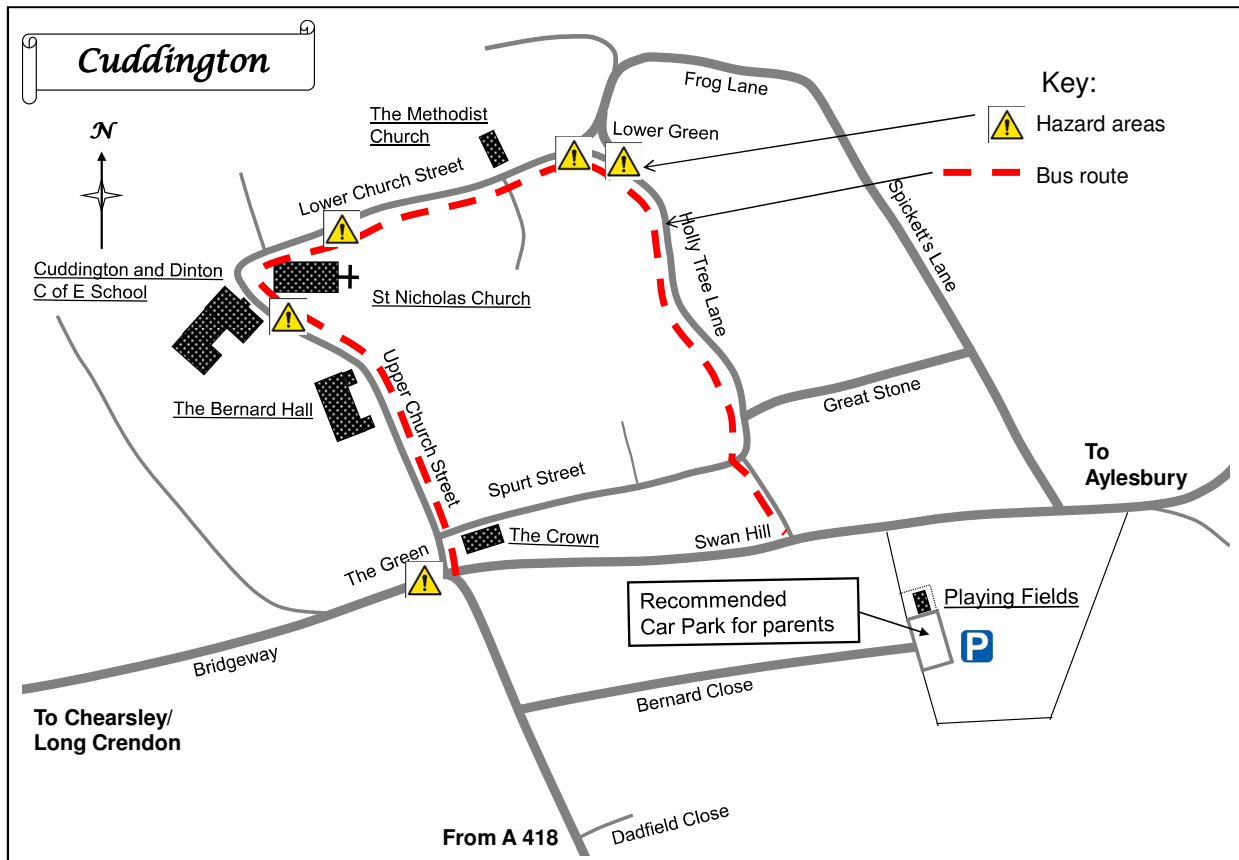 Cuddington
N
Key:
Hazard areas
Bus route
Frog Lane
The Methodist
Church
Lower Green
Lower Church Street
Spickett's Lane
Holly Tree Lane
Cuddington and Dinton
C of E School
St Nicholas Church
Upper Church Street
The Bernard Hall
Great Stone
To
Aylesbury
Spurt Street
The Crown
Swan Hill
The Green
Recommended
Car Park for parents
Playing Fields
P
Bridgeway
Bernard Close
To Chearsley/
Long Crendon
From A 418
Dadfield Close